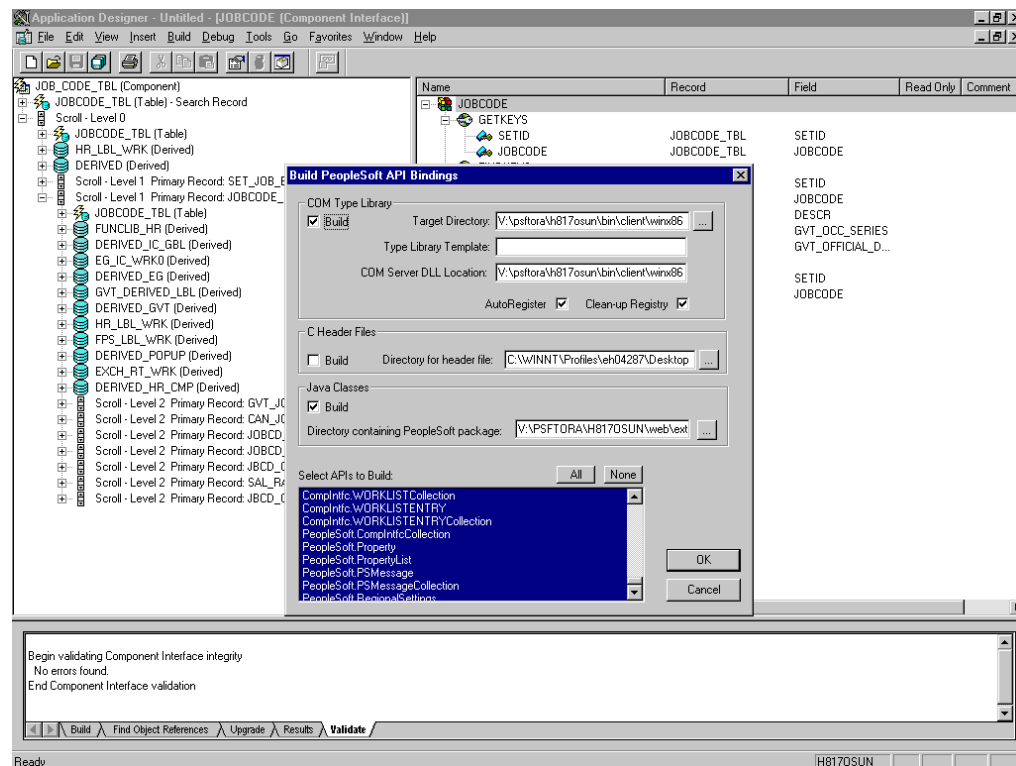 Application Designer - Untitled - [JOBCODE (Component Interface)]
File Edit View Insert Build Debug Tools Go Favorites Window Help
JOB_CODE_TBL (Component)
JOBCODE_TBL (Table) - Search Record
Scroll - Level 0
JOBCODE_TBL (Table)
HR_LBL_WRK (Derived)
DERIVED (Derived)
Scroll - Level 1 Primary Record: SET_JOB_
Scroll - Level 1 Primary Record: JOBCODE_
JOBCODE_TBL (Table)
FUNCLIB_HR (Derived)
DERIVED_IC_GBL (Derived)
EG_IC_WRK0 (Derived)
DERIVED_EG (Derived)
GVT_DERIVED_LBL (Derived)
DERIVED_GVT (Derived)
HR_LBL_WRK (Derived)
FPS_LBL_WRK (Derived)
DERIVED_POPUP (Derived)
EXCH_RT_WRK (Derived)
DERIVED_HR_CMP (Derived)
Scroll - Level 2 Primary Record: GVT_JO
Scroll - Level 2 Primary Record: CAN_JO
Scroll - Level 2 Primary Record: JOBCD_
Scroll - Level 2 Primary Record: JOBCD_
Scroll - Level 2 Primary Record: JBCD_
Scroll - Level 2 Primary Record: SAL_RA
Scroll - Level 2 Primary Record: JBCD_
Name Record Field Read Only Comment
JOBCODE
GETKEYS
SETID JOBCODE_TBL SETID
JOBCODE JOBCODE_TBL JOBCODE
SETID
JOBCODE
DESCR
GVT_OCC_SERIES
GVT_OFFICIAL_D...
SETID
JOBCODE
Build PeopleSoft API Bindings
COM Type Library
Build Target Directory: V:\psftora\h817osun\bin\client\winx86 ...
Type Library Template:
COM Server DLL Location: V:\psftora\h817osun\bin\client\winx86
AutoRegister Clean-up Registry
C Header Files
Build Directory for header file: C:\WINNT\Profiles\eh04287\Desktop ...
Java Classes
Build
Directory containing PeopleSoft package: V:\PSFTORA\H817OSUN\web\ext ...
Select APIs to Build: All None
CompIntfc.WORKLISTCollection
CompIntfc.WORKLISTENTRY
CompIntfc.WORKLISTENTRYCollection
PeopleSoft.CompIntfcCollection
PeopleSoft.Property
PeopleSoft.PropertyList
PeopleSoft.PSMessage
PeopleSoft.PSMessageCollection
PeopleSoft.RegionalSettings
OK
Cancel
Begin validating Component Interface integrity
No errors found.
End Component Interface validation
Build Find Object References Upgrade Results Validate
Ready H817OSUN